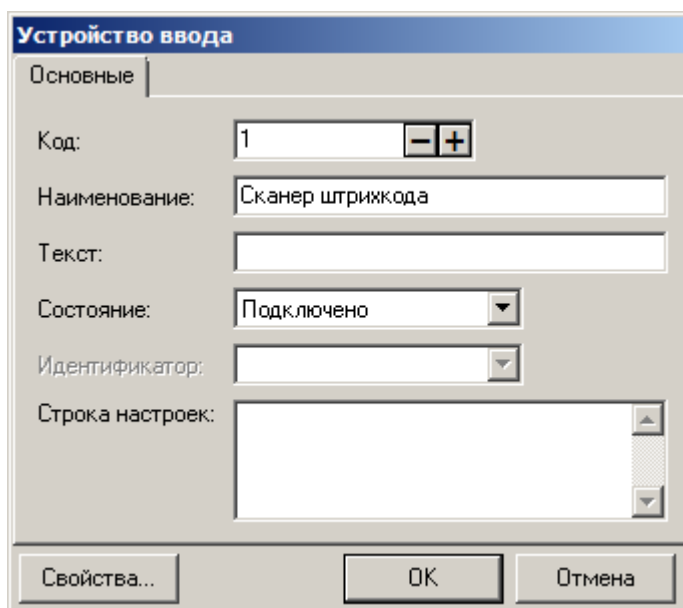 Устройство ввода
Основные
Код: 1
Наименование: Сканер штрихкода
Текст:
Состояние: Подключено
Идентификатор:
Строка настроек:
Свойства... OK Отмена